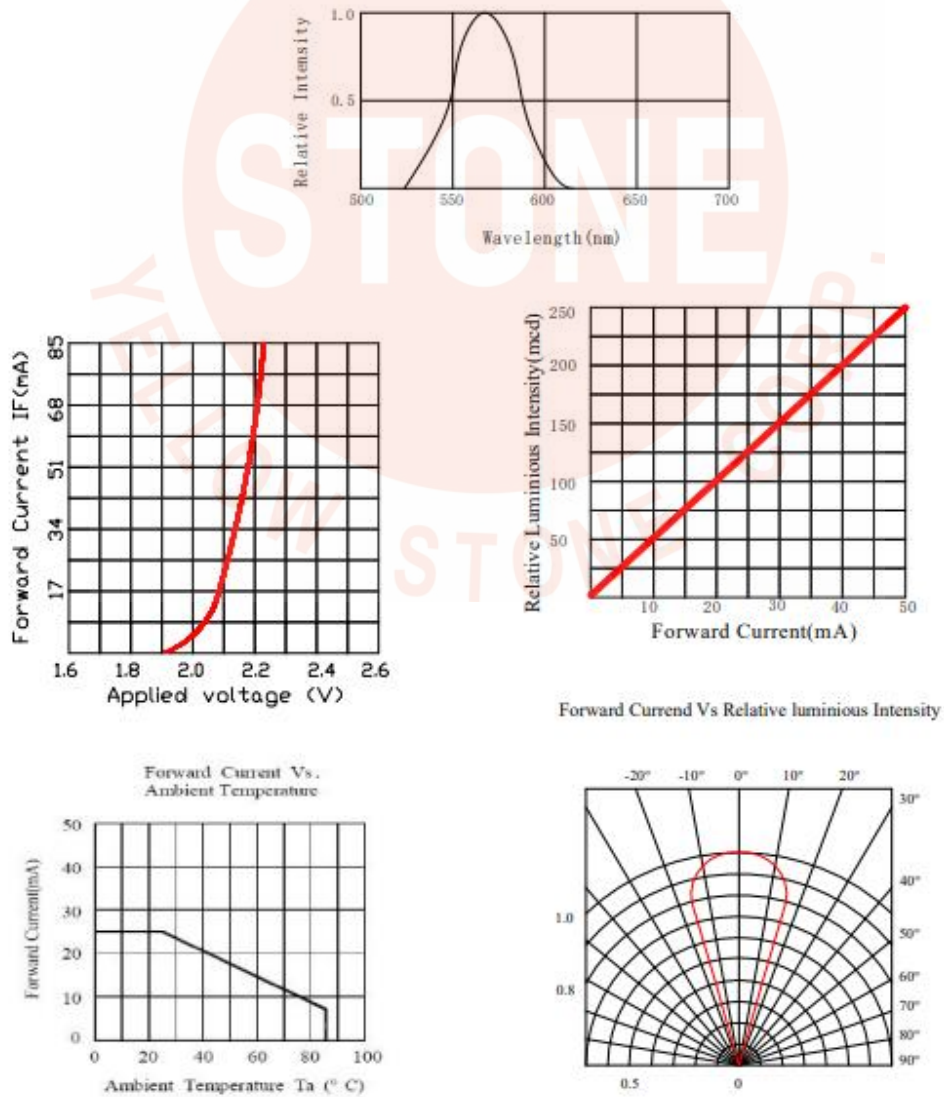 Relative Intensity
1.0
0.5
500 550 600 650 700
Wavelength(nm)
STONE
YELLOW STONE CORP.
Forward Current IF(mA)
85
68
51
34
17
1.6 1.8 2.0 2.2 2.4 2.6
Applied voltage (V)
Relative Luminious Intensity(mcd)
250
200
150
100
50
10 20 30 40 50
Forward Current(mA)
Forward Currend Vs Relative luminious Intensity
Forward Current Vs.
Ambient Temperature
Forward Current(mA)
50
40
30
20
10
0
0 20 40 60 80 100
Ambient Temperature Ta (° C)
-20° -10° 0° 10° 20°
30°
40°
1.0
50°
60°
0.8
70°
80°
90°
0.5 0